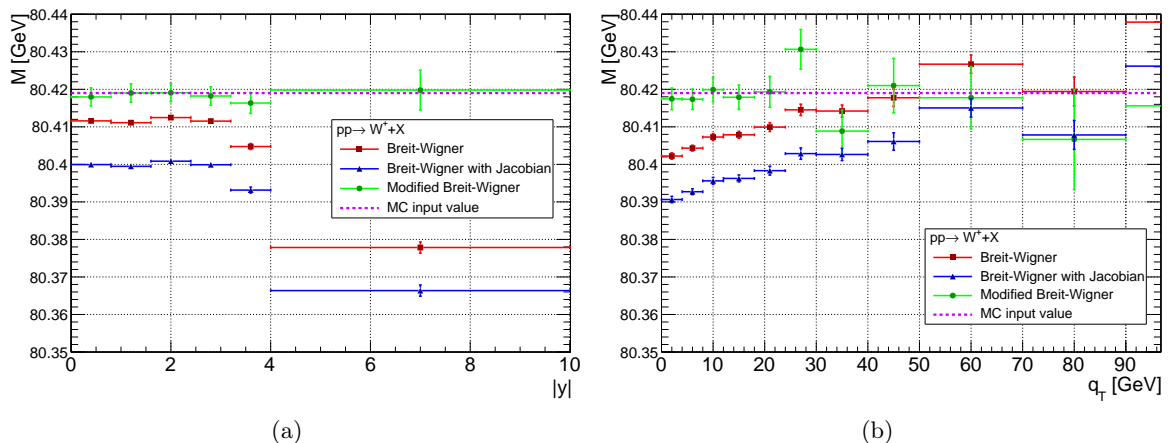 M [GeV]
80.44
80.43
80.42
80.41
80.4
80.39
80.38
80.37
80.36
80.35
pp→ W⁺+X
Breit-Wigner
Breit-Wigner with Jacobian
Modified Breit-Wigner
MC input value
0 2 4 6 8 10
|y|
(a)
M [GeV]
80.44
80.43
80.42
80.41
80.4
80.39
80.38
80.37
80.36
80.35
pp→ W⁺+X
Breit-Wigner
Breit-Wigner with Jacobian
Modified Breit-Wigner
MC input value
0 10 20 30 40 50 60 70 80 90
q_T [GeV]
(b)